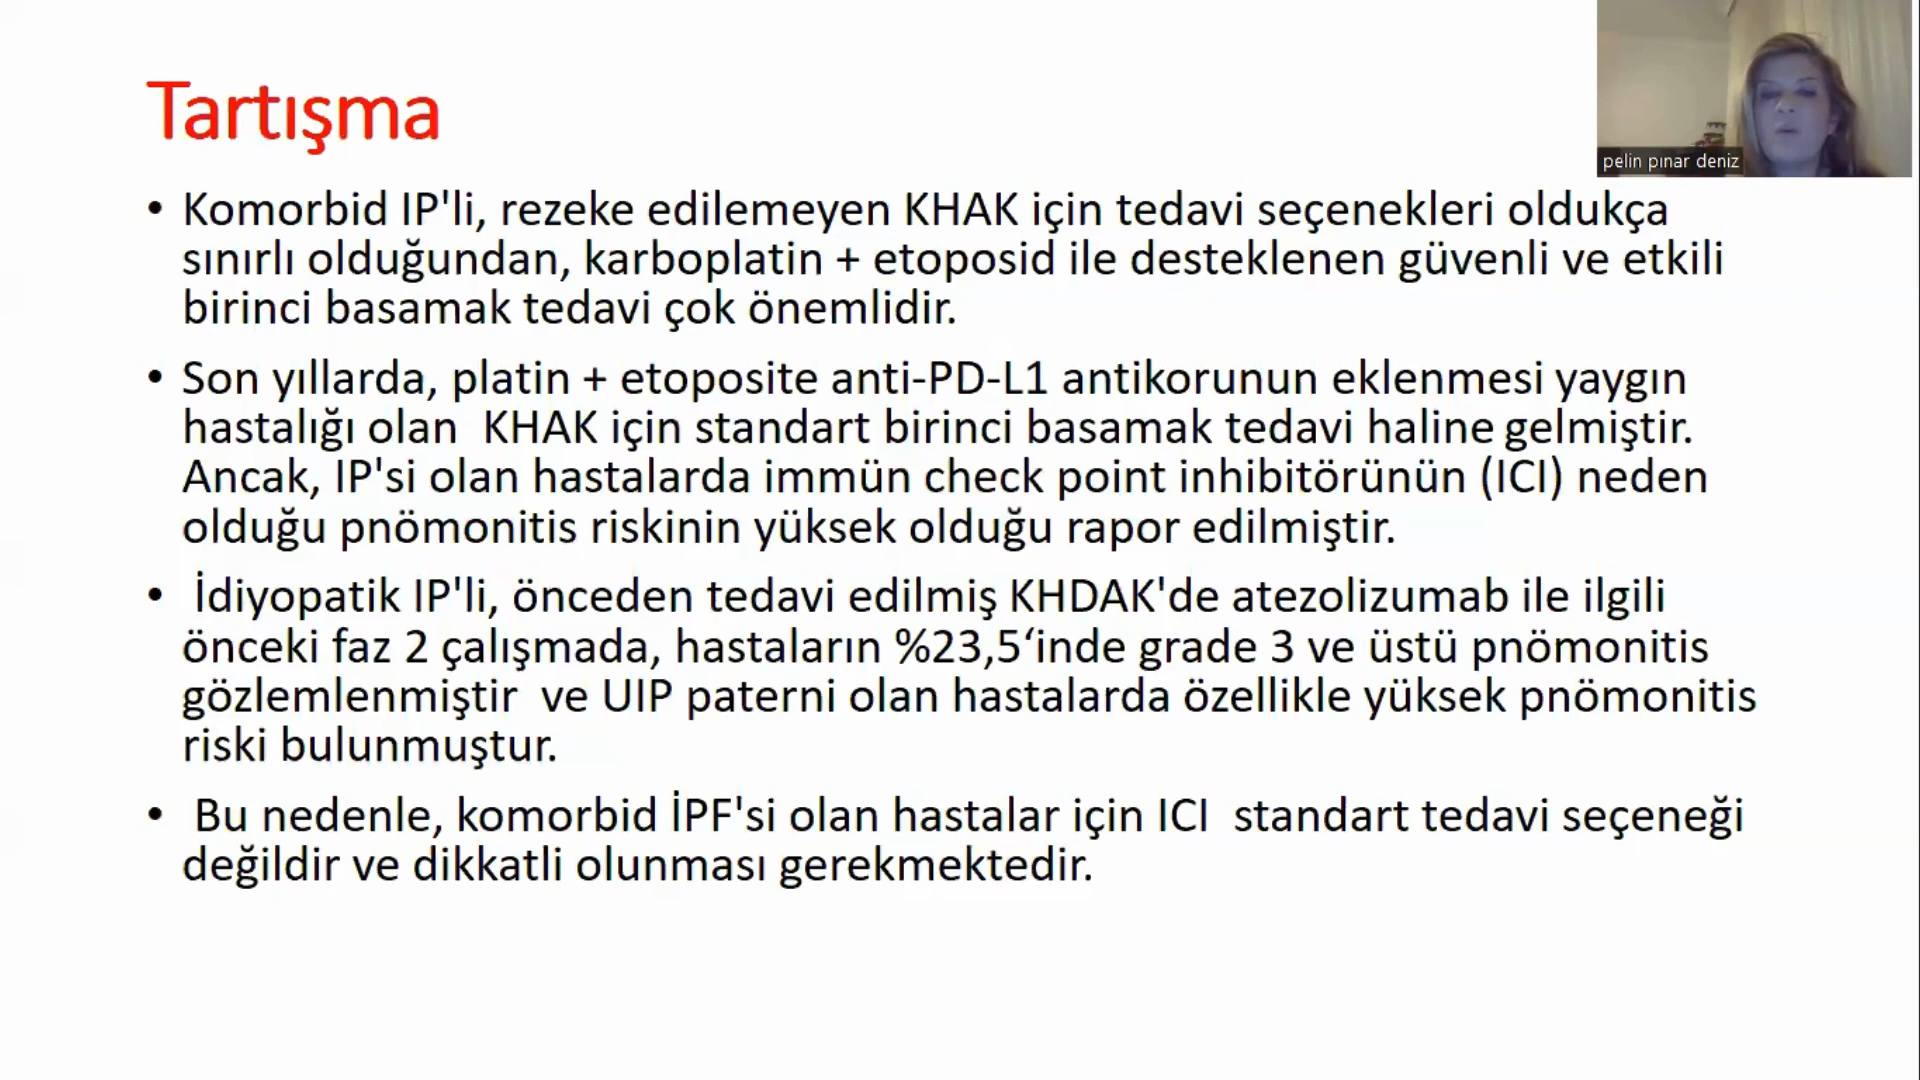 Tartışma
pelin pınar deniz
• Komorbid IP'li, rezeke edilemeyen KHAK için tedavi seçenekleri oldukça
sınırlı olduğundan, karboplatin + etoposid ile desteklenen güvenli ve etkili
birinci basamak tedavi çok önemlidir.
• Son yıllarda, platin + etoposite anti-PD-L1 antikorunun eklenmesi yaygın
hastalığı olan  KHAK için standart birinci basamak tedavi haline gelmiştir.
Ancak, IP'si olan hastalarda immün check point inhibitörünün (ICI) neden
olduğu pnömonitis riskinin yüksek olduğu rapor edilmiştir.
• İdiyopatik IP'li, önceden tedavi edilmiş KHDAK'de atezolizumab ile ilgili
önceki faz 2 çalışmada, hastaların %23,5‘inde grade 3 ve üstü pnömonitis
gözlemlenmiştir  ve UIP paterni olan hastalarda özellikle yüksek pnömonitis
riski bulunmuştur.
• Bu nedenle, komorbid İPF'si olan hastalar için ICI  standart tedavi seçeneği
değildir ve dikkatli olunması gerekmektedir.